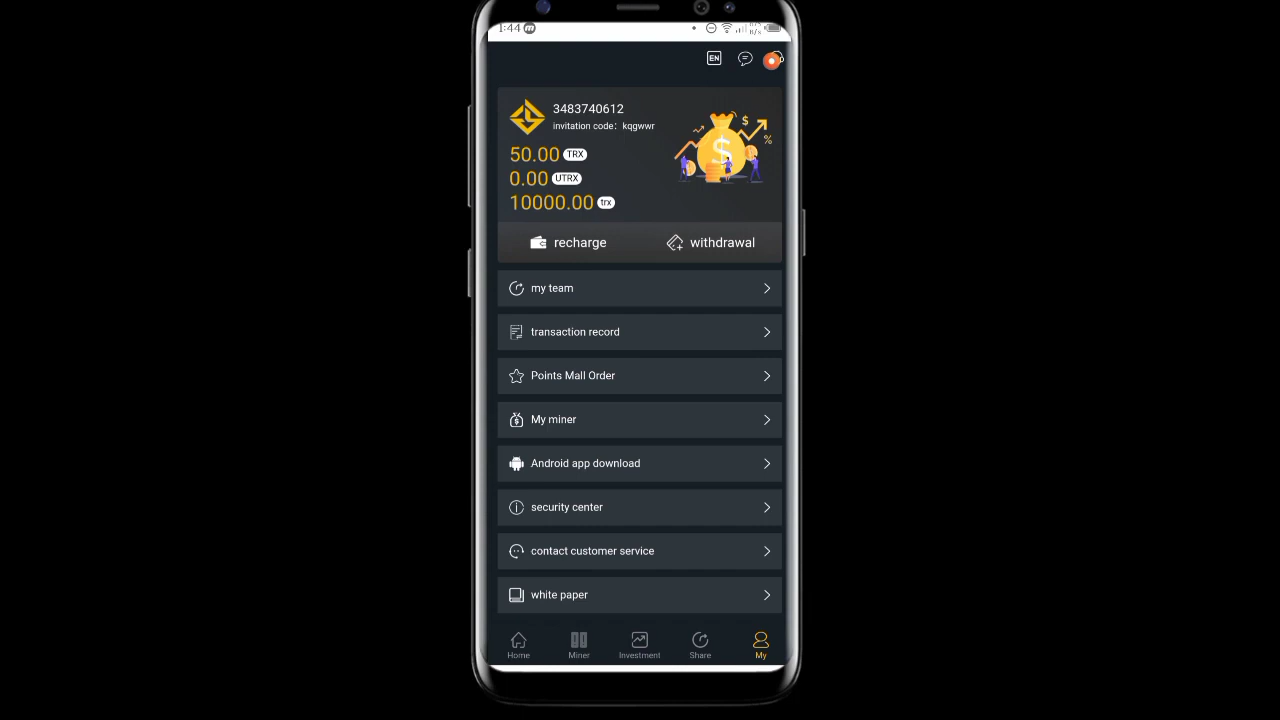 1:44
EN
3483740612
invitation code: kqgwwr
50.00 TRX
0.00 UTRX
10000.00 trx
$
%
$
recharge
withdrawal
my team
transaction record
Points Mall Order
My miner
Android app download
security center
contact customer service
white paper
Home
Miner
Investment
Share
My